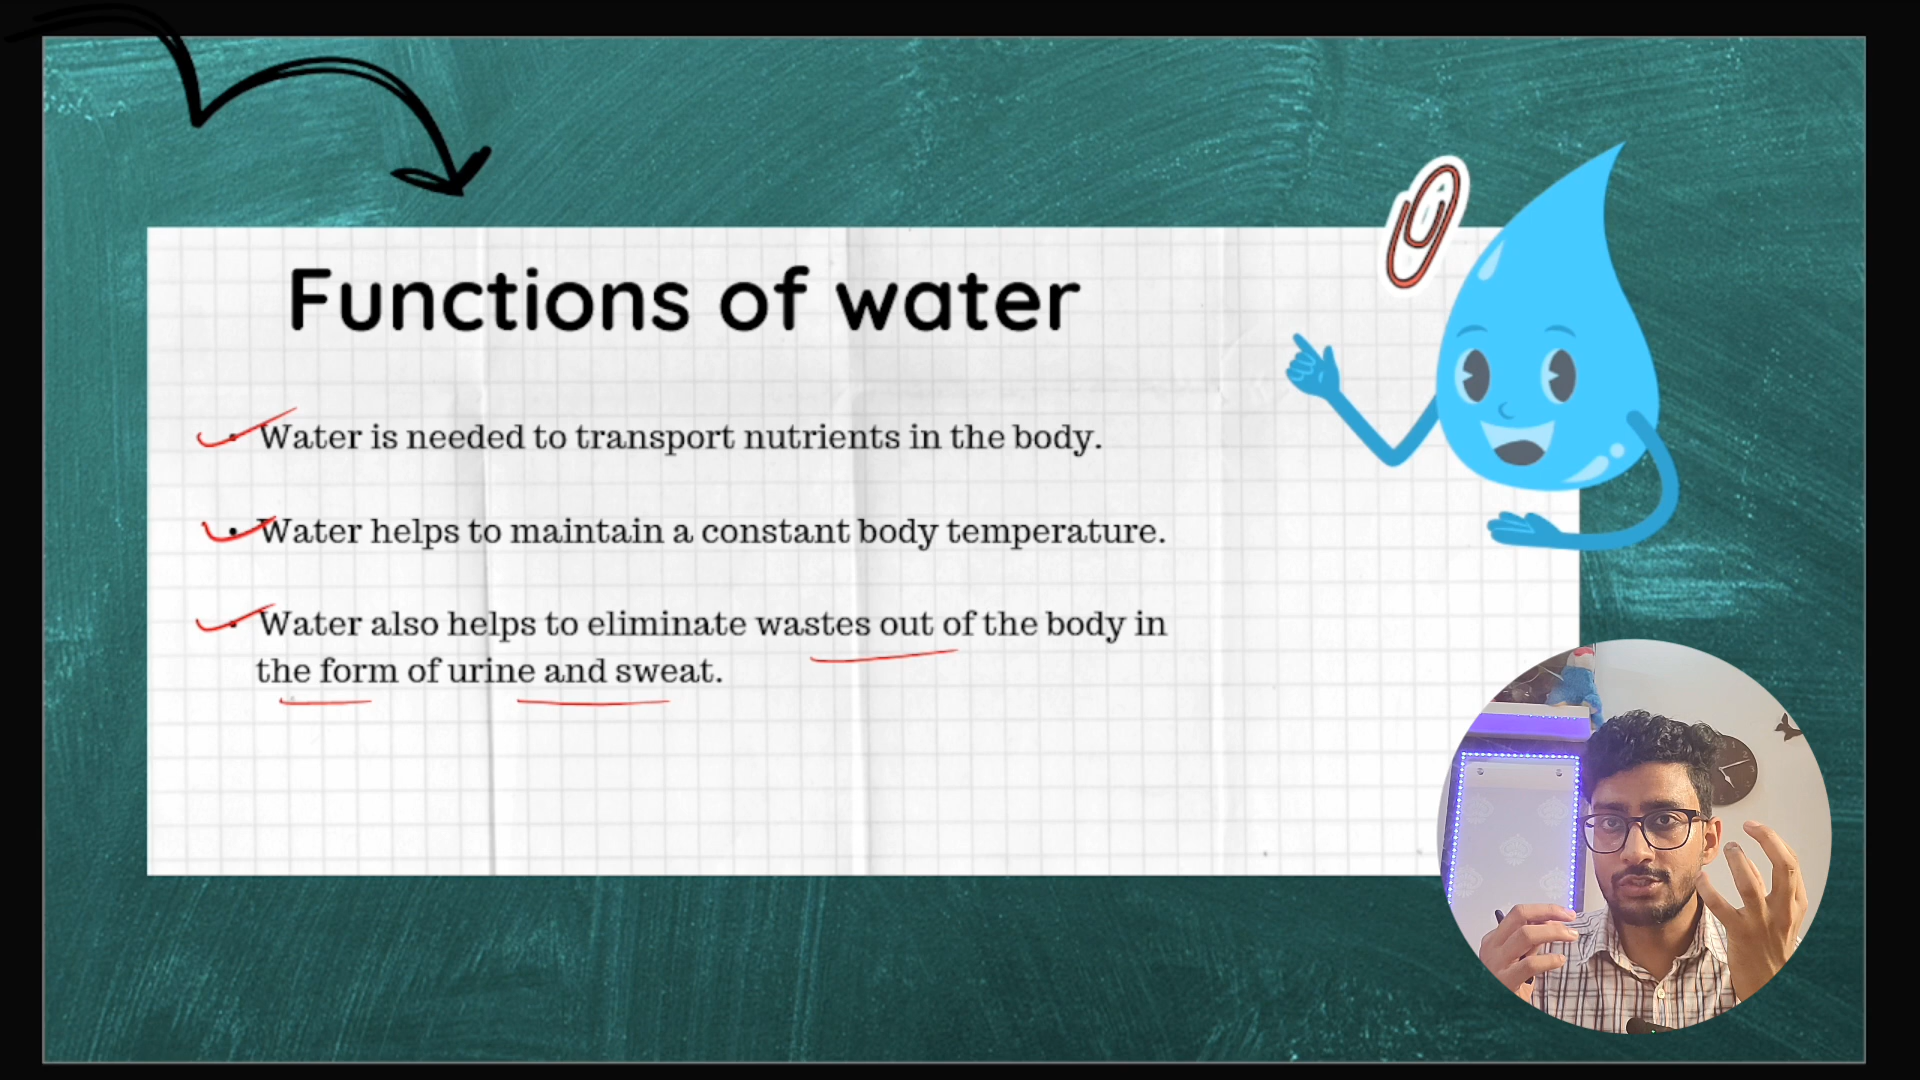 Functions of water
• Water is needed to transport nutrients in the body.
• Water helps to maintain a constant body temperature.
• Water also helps to eliminate wastes out of the body in
the form of urine and sweat.